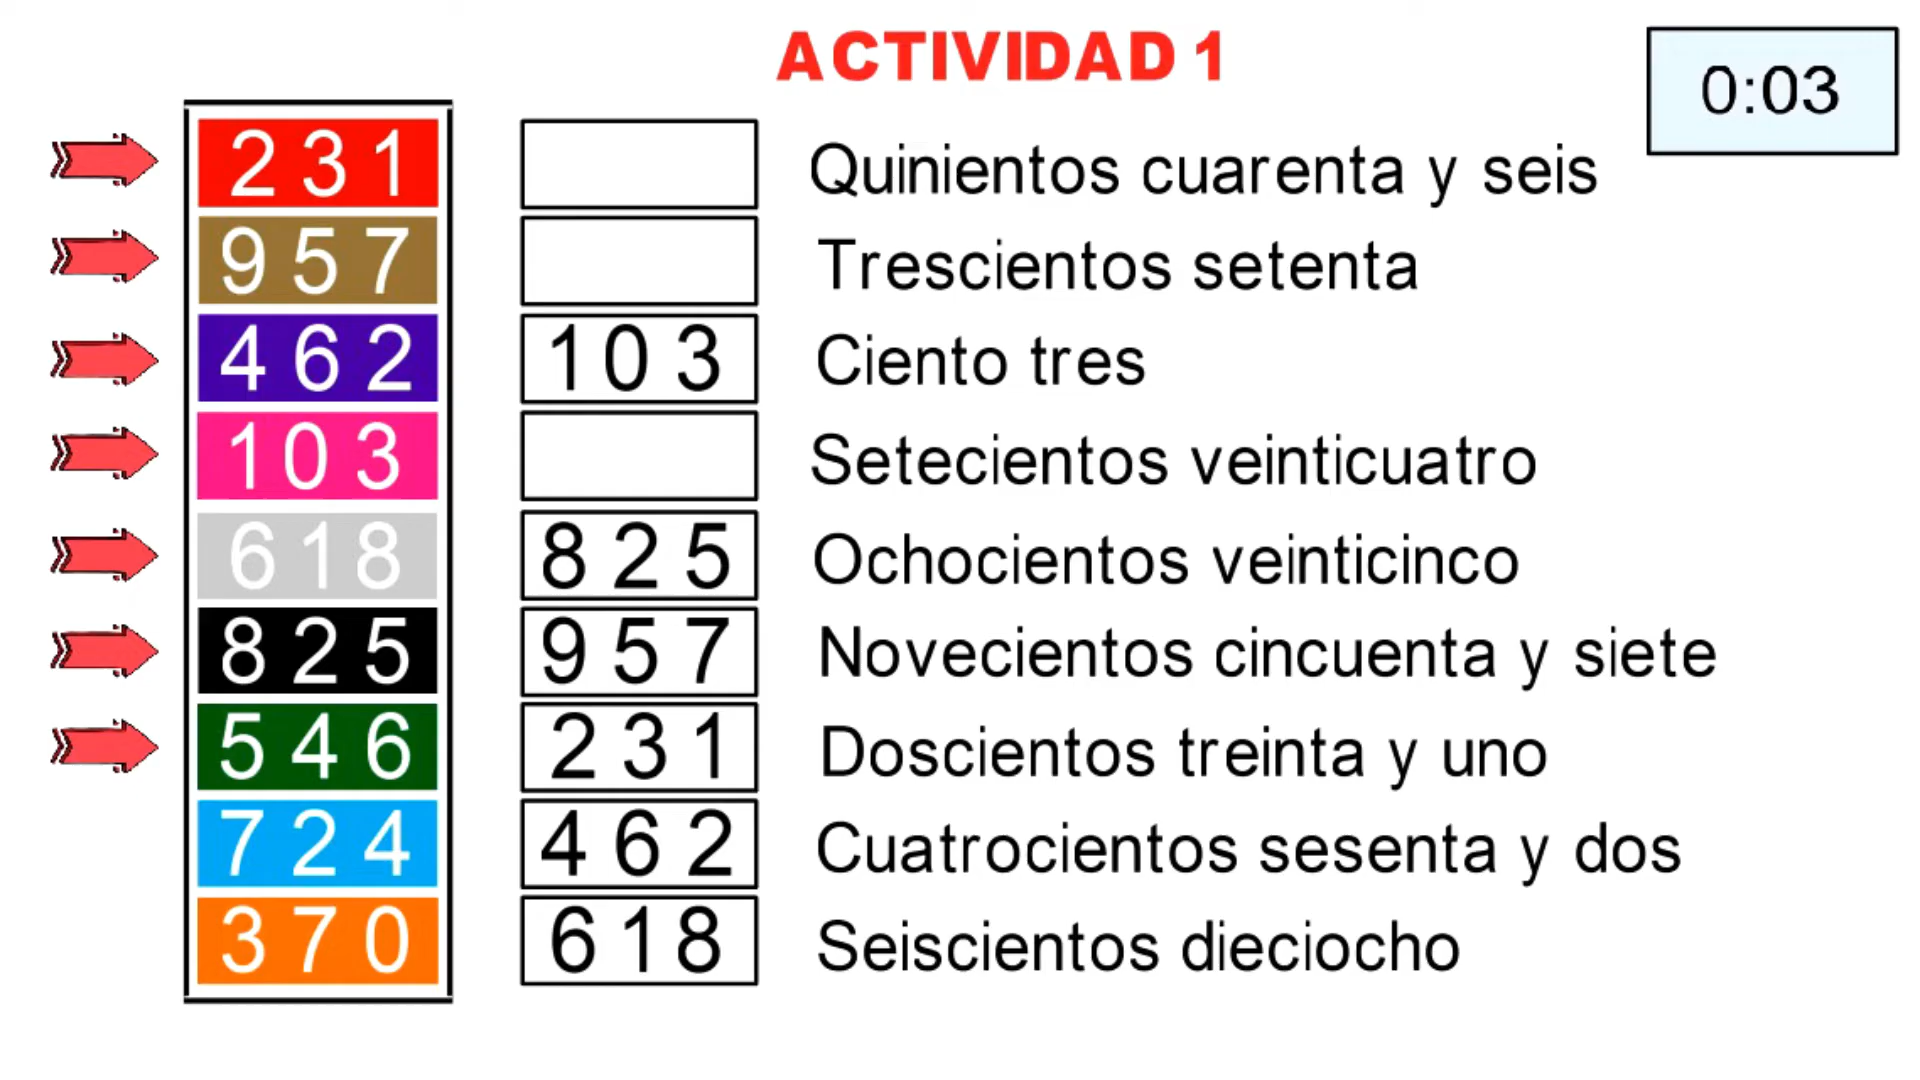 ACTIVIDAD 1
0:03
231 Quinientos cuarenta y seis
957 Trescientos setenta
462 103 Ciento tres
103 Setecientos veinticuatro
618 825 Ochocientos veinticinco
825 957 Novecientos cincuenta y siete
546 231 Doscientos treinta y uno
724 462 Cuatrocientos sesenta y dos
370 618 Seiscientos dieciocho